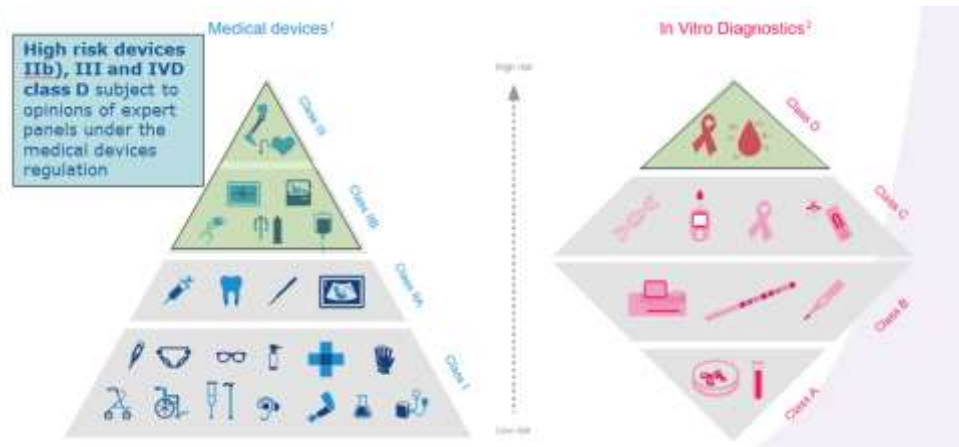 Medical devices¹
In Vitro Diagnostics²
High risk devices
IIb), III and IVD
class D subject to
opinions of expert
panels under the
medical devices
regulation
High risk
Class III
Class IIB
Class IIA
Class I
Class D
Class C
Class B
Class A
Low risk